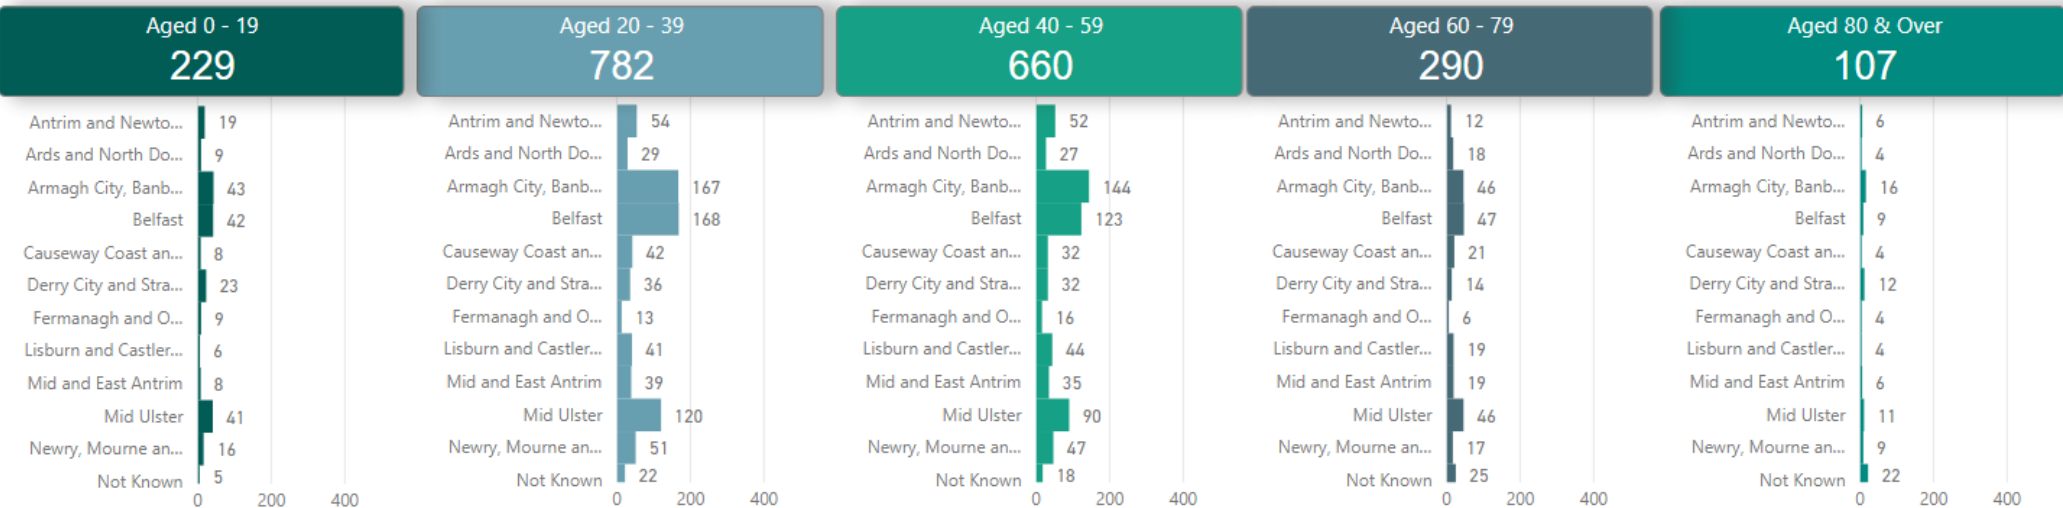 Aged 0 - 19
229
Antrim and Newto... 19
Ards and North Do... 9
Armagh City, Banb... 43
Belfast 42
Causeway Coast an... 8
Derry City and Stra... 23
Fermanagh and O... 9
Lisburn and Castler... 6
Mid and East Antrim 8
Mid Ulster 41
Newry, Mourne an... 16
Not Known 5
0 200 400
Aged 20 - 39
782
Antrim and Newto... 54
Ards and North Do... 29
Armagh City, Banb... 167
Belfast 168
Causeway Coast an... 42
Derry City and Stra... 36
Fermanagh and O... 13
Lisburn and Castler... 41
Mid and East Antrim 39
Mid Ulster 120
Newry, Mourne an... 51
Not Known 22
0 200 400
Aged 40 - 59
660
Antrim and Newto... 52
Ards and North Do... 27
Armagh City, Banb... 144
Belfast 123
Causeway Coast an... 32
Derry City and Stra... 32
Fermanagh and O... 16
Lisburn and Castler... 44
Mid and East Antrim 35
Mid Ulster 90
Newry, Mourne an... 47
Not Known 18
0 200 400
Aged 60 - 79
290
Antrim and Newto... 12
Ards and North Do... 18
Armagh City, Banb... 46
Belfast 47
Causeway Coast an... 21
Derry City and Stra... 14
Fermanagh and O... 6
Lisburn and Castler... 19
Mid and East Antrim 19
Mid Ulster 46
Newry, Mourne an... 17
Not Known 25
0 200 400
Aged 80 & Over
107
Antrim and Newto... 6
Ards and North Do... 4
Armagh City, Banb... 16
Belfast 9
Causeway Coast an... 4
Derry City and Stra... 12
Fermanagh and O... 4
Lisburn and Castler... 4
Mid and East Antrim 6
Mid Ulster 11
Newry, Mourne an... 9
Not Known 22
0 200 400